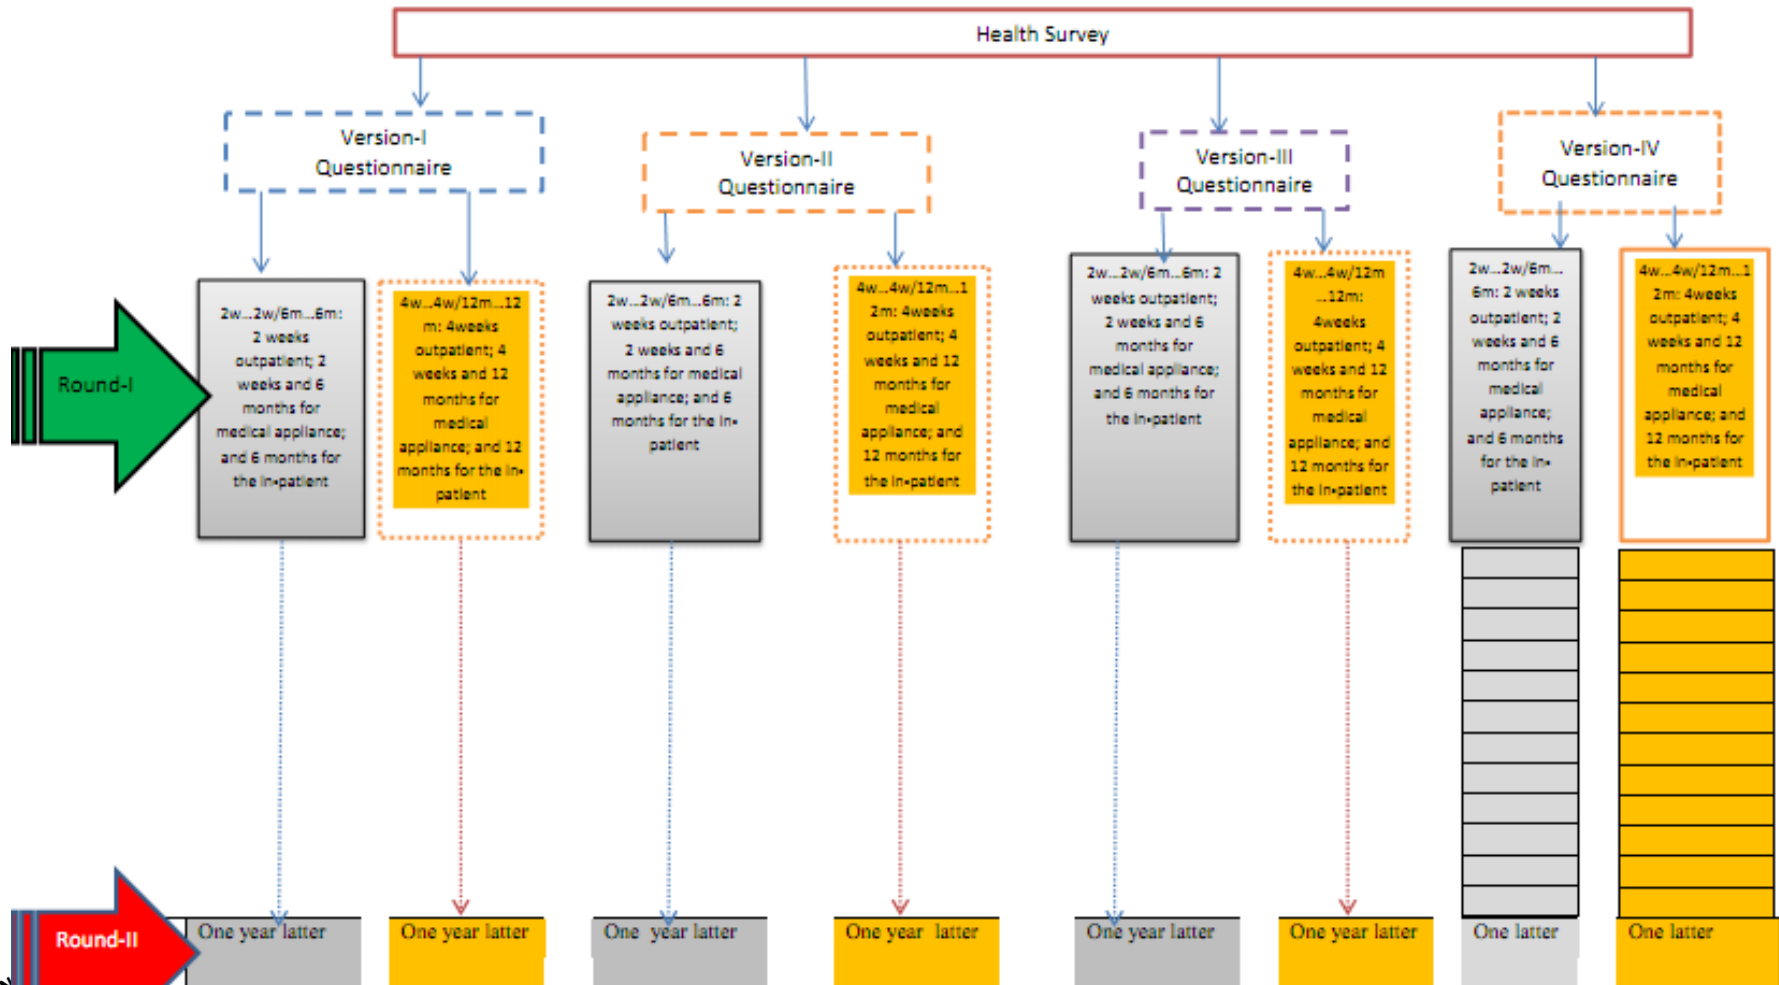 Health Survey
Version-I
Questionnaire
Version-II
Questionnaire
Version-III
Questionnaire
Version-IV
Questionnaire
Round-I
2w...2w/6m...6m:
2 weeks
outpatient; 2
weeks and 6
months for
medical appliance;
and 6 months for
the in-patient
4w...4w/12m...12
m: 4weeks
outpatient; 4
weeks and 12
months for
medical
appliance; and 12
months for the in-
patient
2w...2w/6m...6m: 2
weeks outpatient;
2 weeks and 6
months for medical
appliance; and 6
months for the in-
patient
4w...4w/12m...1
2m: 4weeks
outpatient; 4
weeks and 12
months for
medical
appliance; and
12 months for
the in-patient
2w...2w/6m...6m: 2
weeks outpatient;
2 weeks and 6
months for
medical appliance;
and 6 months for
the in-patient
4w...4w/12m
...12m:
4weeks
outpatient; 4
weeks and 12
months for
medical
appliance; and
12 months for
the in-patient
2w...2w/6m...
6m: 2 weeks
outpatient; 2
weeks and 6
months for
medical
appliance;
and 6 months
for the in-
patient
4w...4w/12m...1
2m: 4weeks
outpatient; 4
weeks and 12
months for
medical
appliance; and
12 months for
the in-patient
Round-II
One year latter
One year latter
One year latter
One year latter
One year latter
One year latter
One latter
One latter